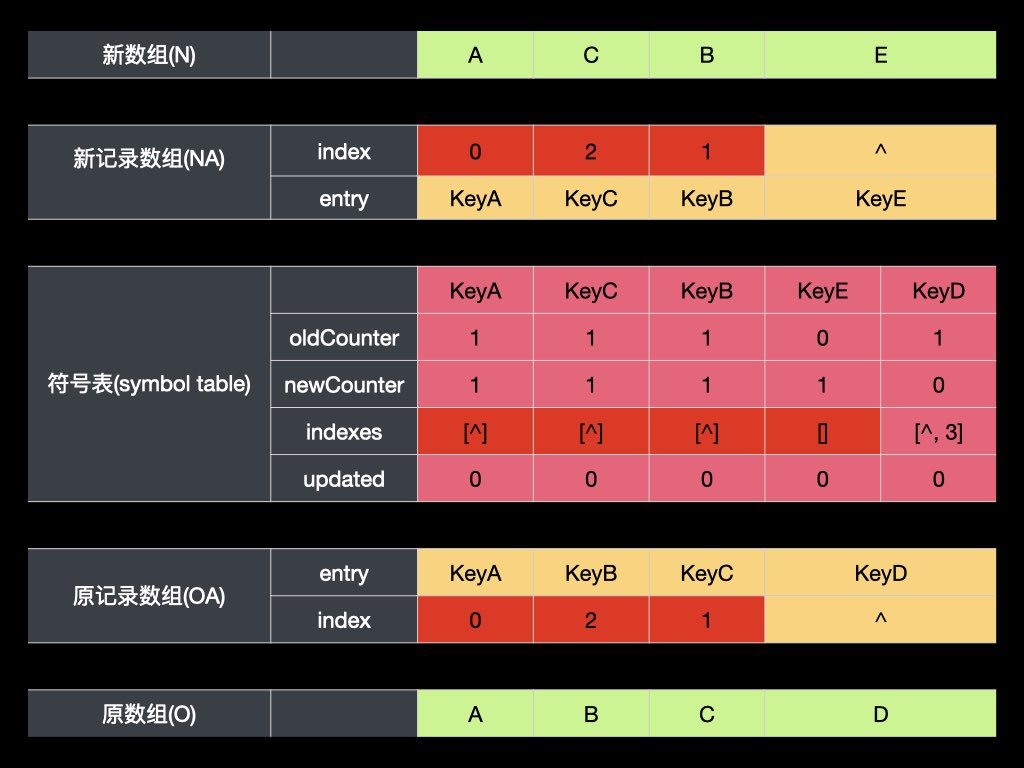 新数组(N) A C B E
新记录数组(NA) index 0 2 1 ^
entry KeyA KeyC KeyB KeyE
KeyA KeyC KeyB KeyE KeyD
oldCounter 1 1 1 0 1
符号表(symbol table) newCounter 1 1 1 1 0
indexes [^] [^] [^] [] [^, 3]
updated 0 0 0 0 0
原记录数组(OA) entry KeyA KeyB KeyC KeyD
index 0 2 1 ^
原数组(O) A B C D